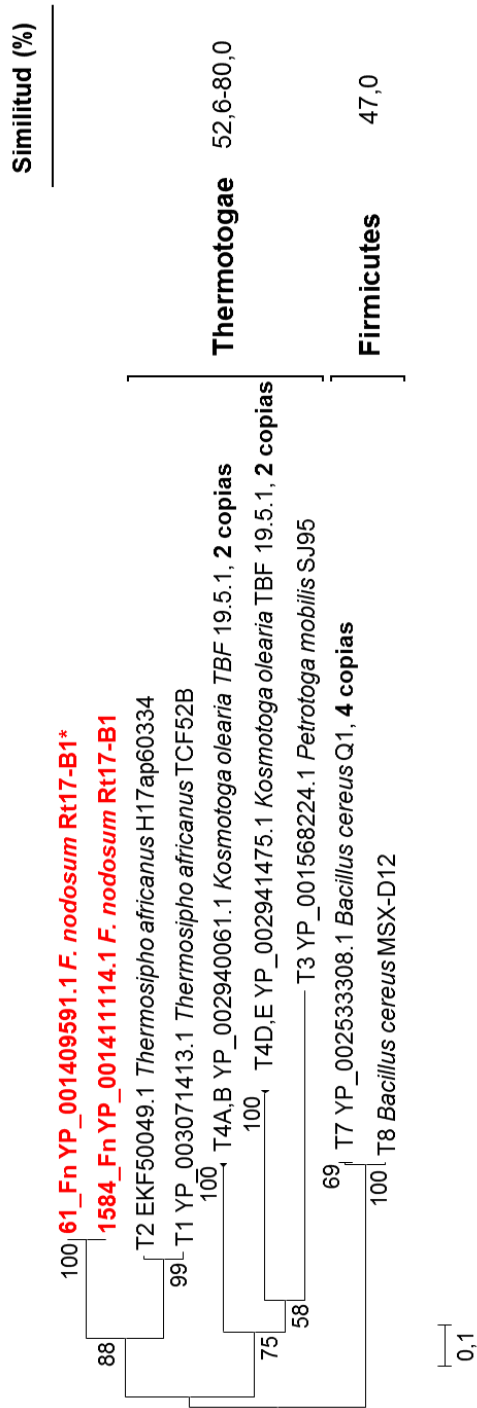 Similitud (%)
100
61_Fn YP_001409591.1 F. nodosum Rt17-B1*
1584_Fn YP_001411114.1 F. nodosum Rt17-B1
88
T2 EKF50049.1 Thermosipho africanus H17ap60334
99
T1 YP_003071413.1 Thermosipho africanus TCF52B
100
T4A,B YP_002940061.1 Kosmotoga olearia TBF 19.5.1, 2 copias
75
100
T4D,E YP_002941475.1 Kosmotoga olearia TBF 19.5.1, 2 copias
58
T3 YP_001568224.1 Petrotoga mobilis SJ95
Thermotogae 52,6-80,0
69
T7 YP_002533308.1 Bacillus cereus Q1, 4 copias
100
T8 Bacillus cereus MSX-D12
Firmicutes 47,0
0,1